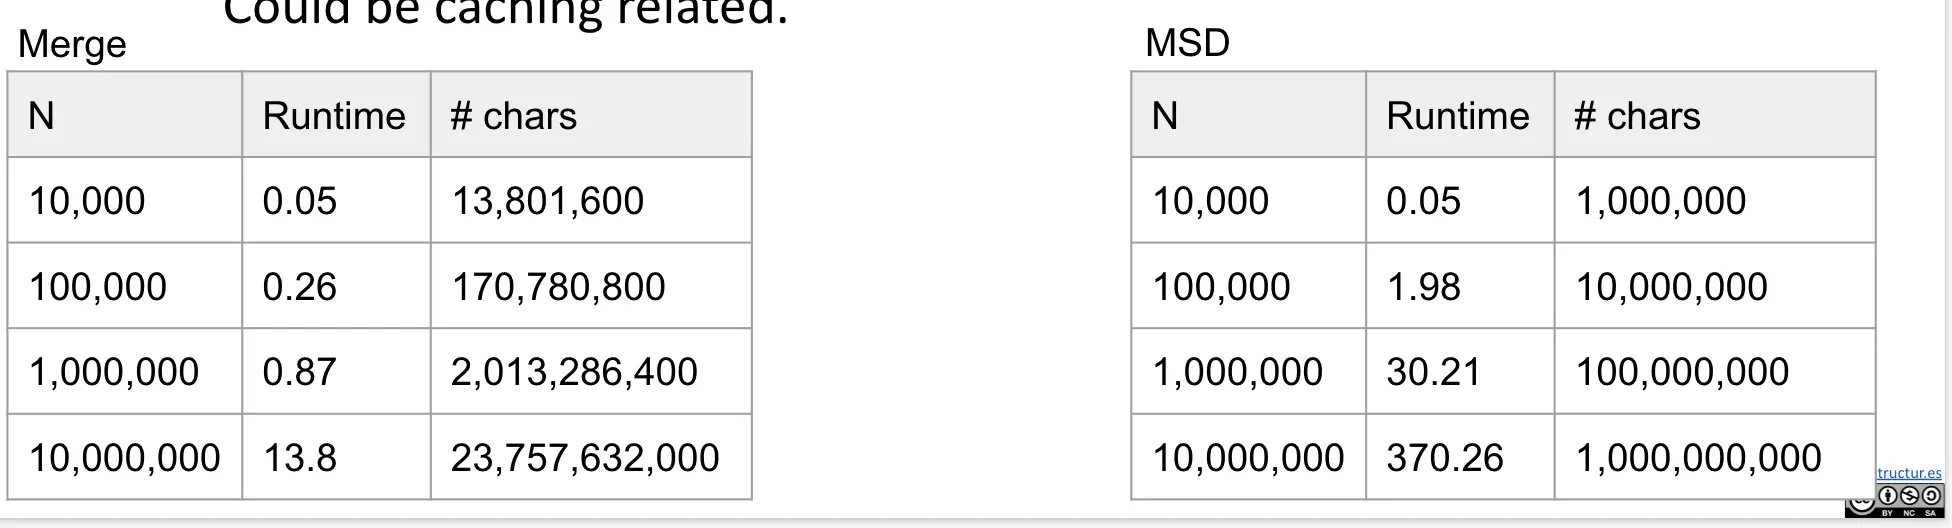 Could be caching related.
Merge
N Runtime # chars
10,000 0.05 13,801,600
100,000 0.26 170,780,800
1,000,000 0.87 2,013,286,400
10,000,000 13.8 23,757,632,000
MSD
N Runtime # chars
10,000 0.05 1,000,000
100,000 1.98 10,000,000
1,000,000 30.21 100,000,000
10,000,000 370.26 1,000,000,000
tructur.es
cc
BY NC SA